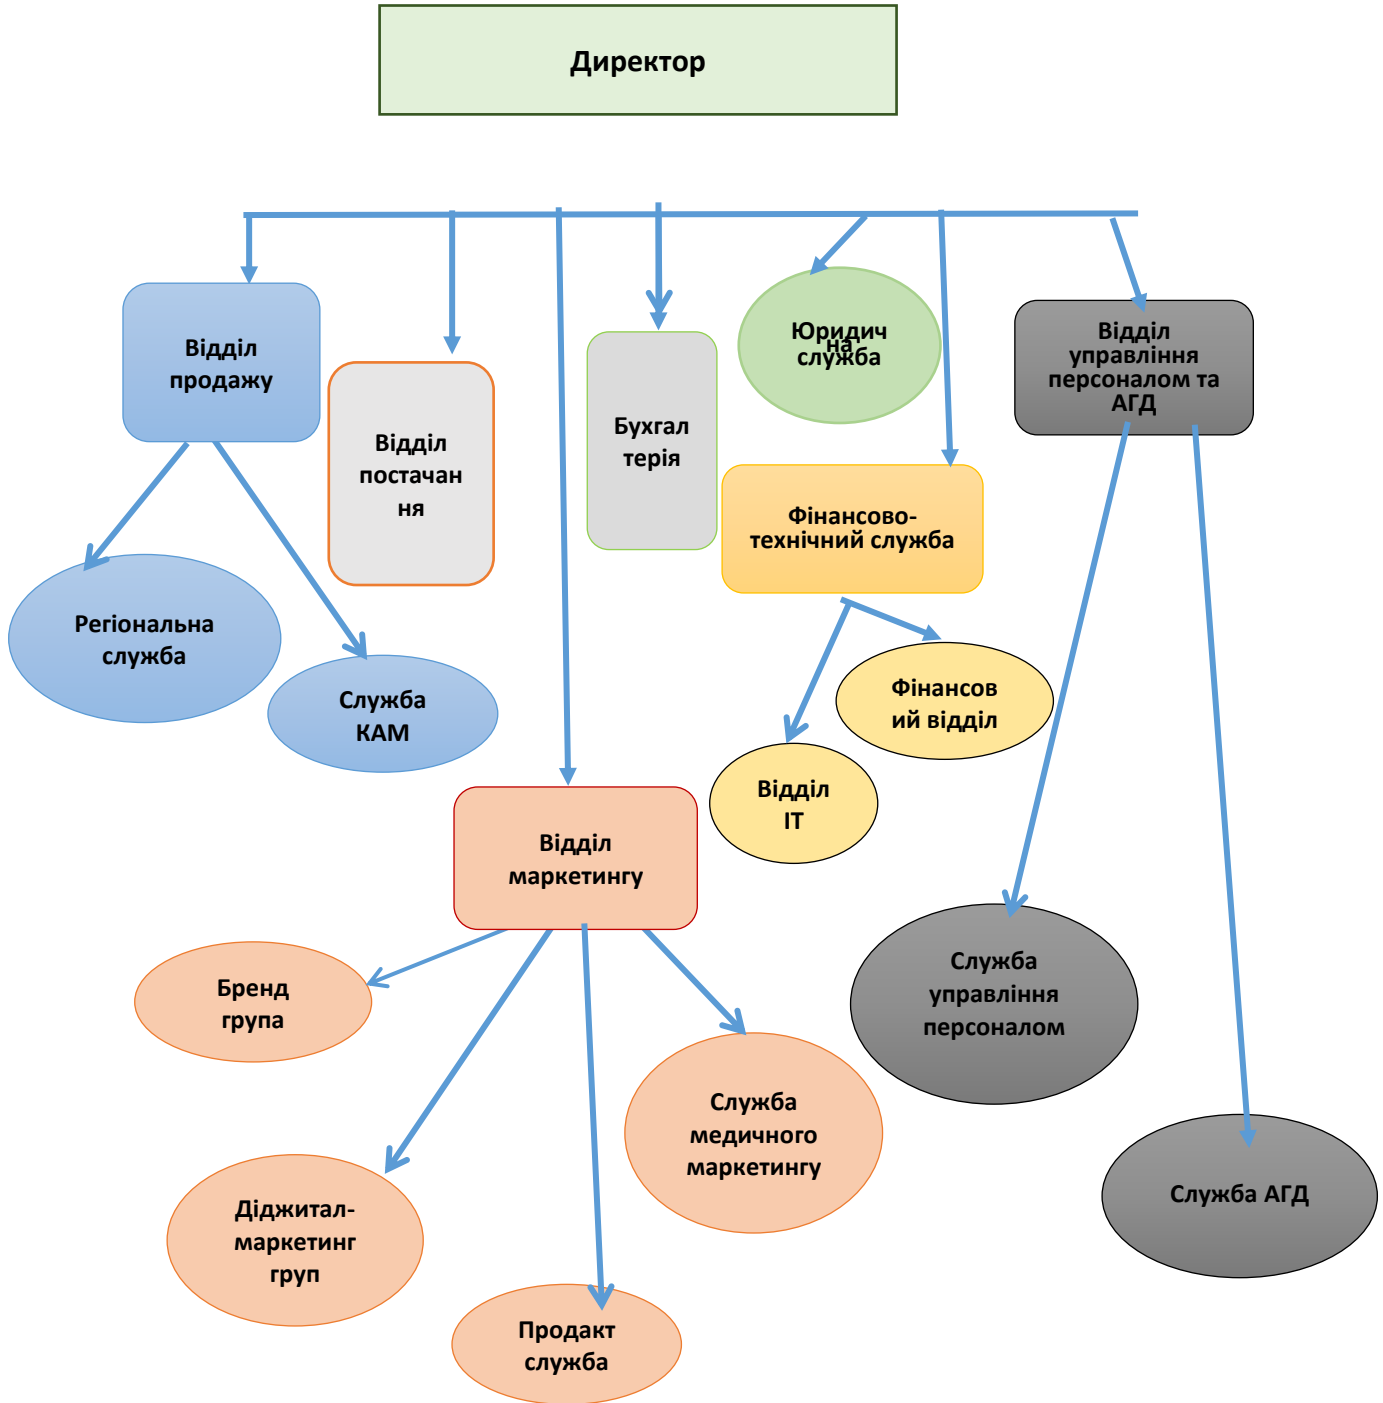 Директор
Відділ
продажу
Відділ
постачан
ня
Бухгал
терія
Юридич
на
служба
Відділ
управління
персоналом та
АГД
Фінансово-
технічний служба
Регіональна
служба
Служба
КАМ
Фінансов
ий відділ
Відділ
ІТ
Відділ
маркетингу
Бренд
група
Служба
управління
персоналом
Служба
медичного
маркетингу
Діджитал-
маркетинг
груп
Служба АГД
Продакт
служба